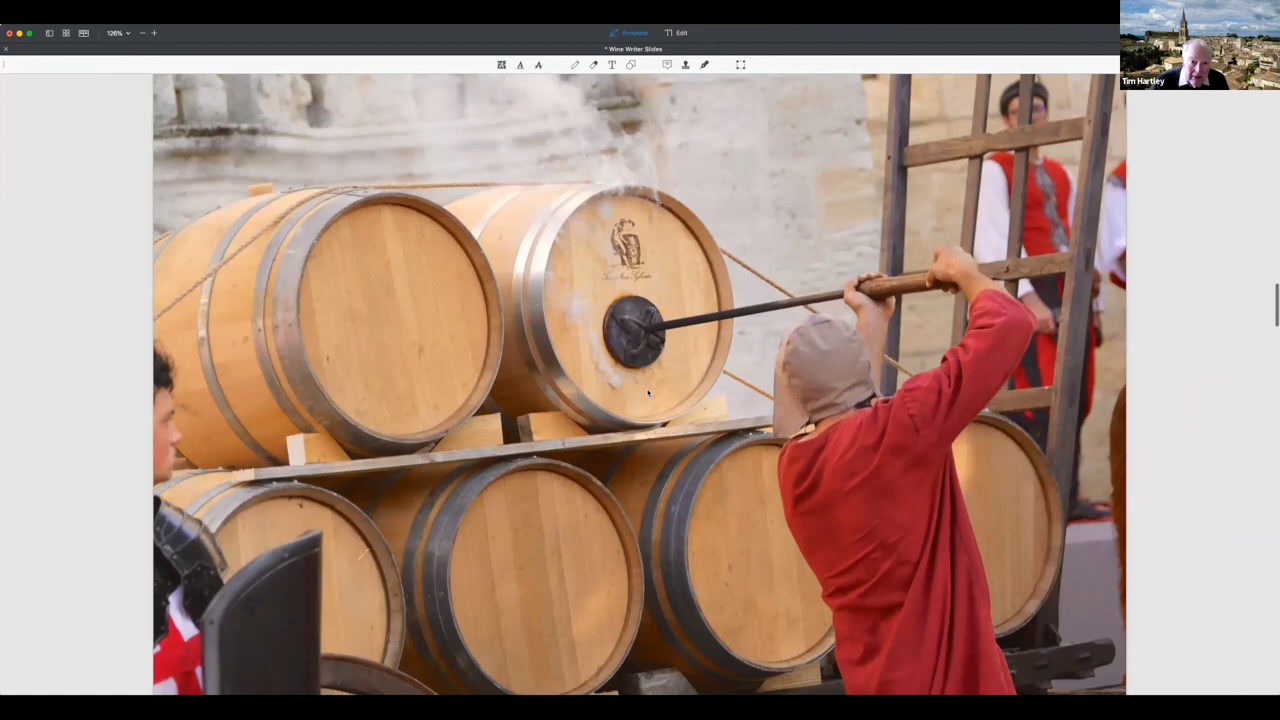 126%
Annotate
Edit
* Wine Writer Slides
Tim Hartley